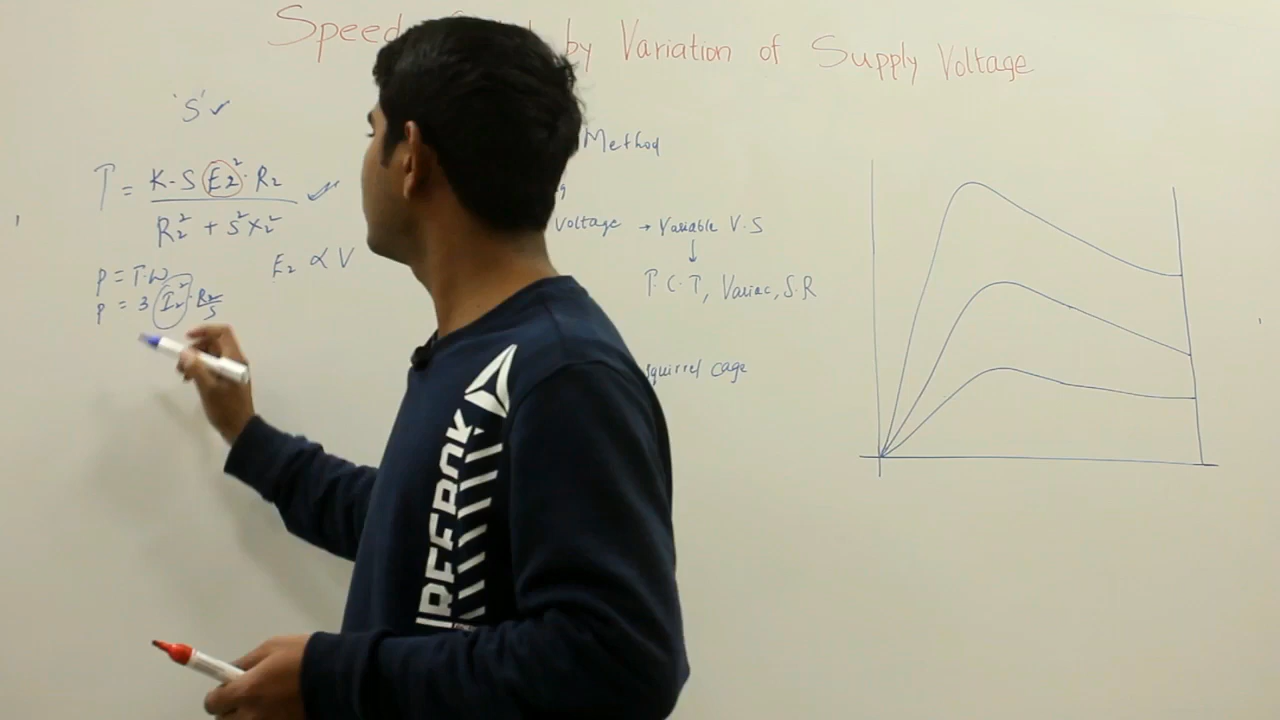 Speed by Variation of Supply Voltage
'S' ✓
T = K·S E₂²·R₂ / R₂² + S²X₂² ✓
E₂ ∝ V
P = T·ω
P = 3 I₂²·R₂/S
Method
Voltage → Variable V.S
↓
T.C.T, Variac, S.R
squirrel cage
REEBOK